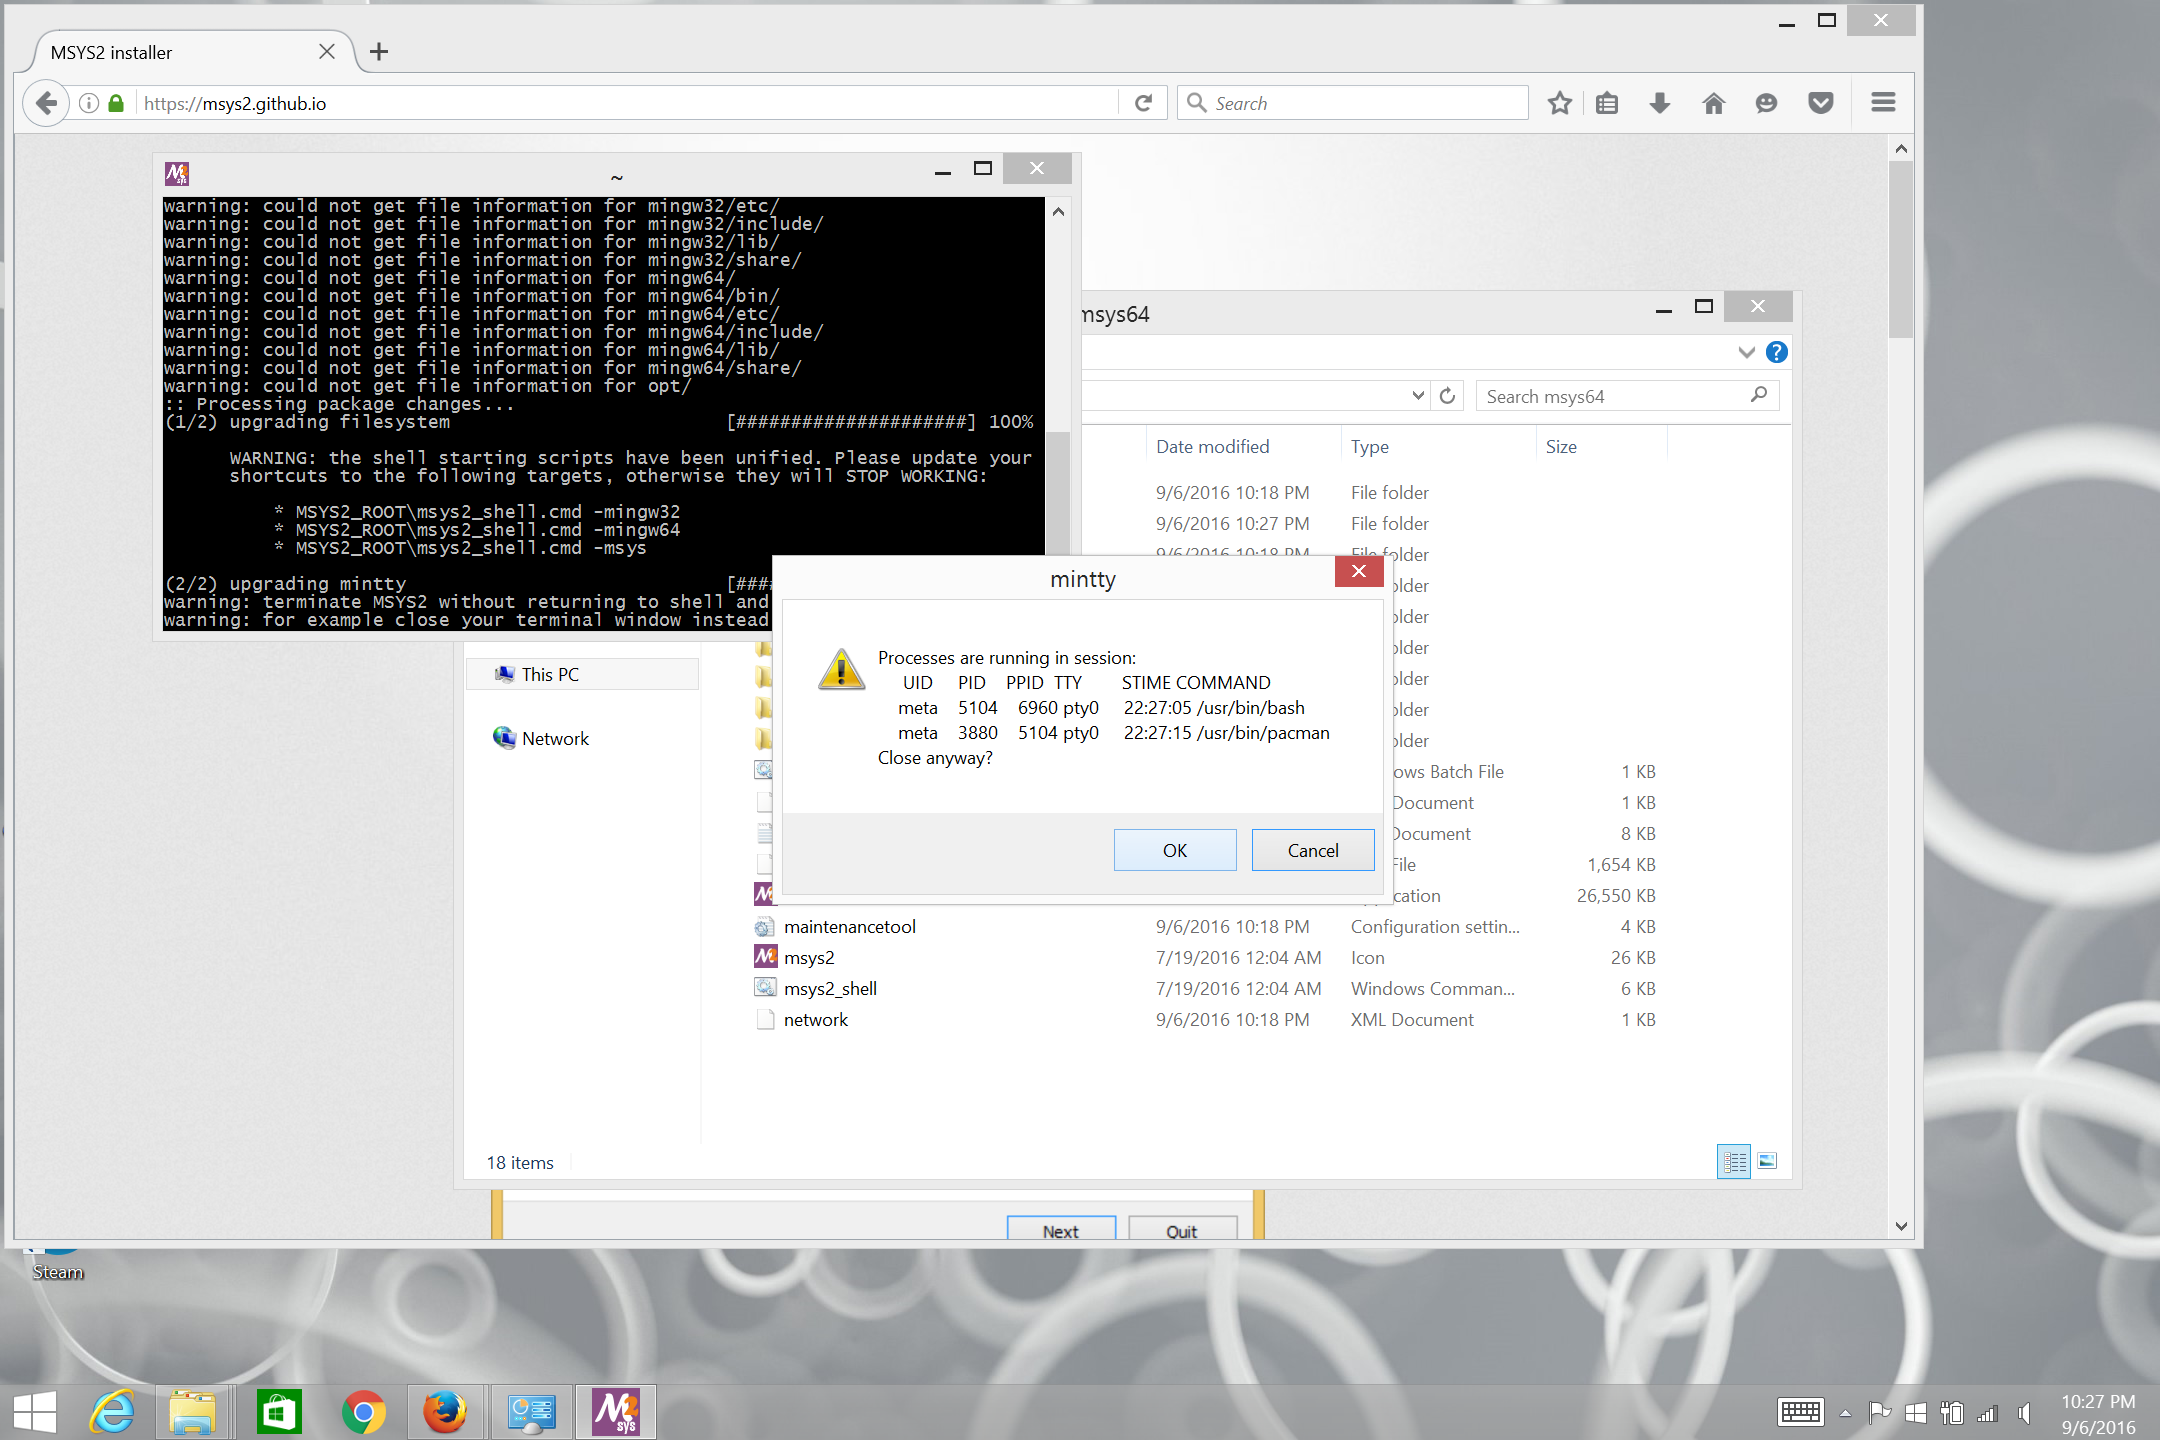 MSYS2 installer
https://msys2.github.io
Search
~
warning: could not get file information for mingw32/etc/
warning: could not get file information for mingw32/include/
warning: could not get file information for mingw32/lib/
warning: could not get file information for mingw32/share/
warning: could not get file information for mingw64/
warning: could not get file information for mingw64/bin/
warning: could not get file information for mingw64/etc/
warning: could not get file information for mingw64/include/
warning: could not get file information for mingw64/lib/
warning: could not get file information for mingw64/share/
warning: could not get file information for opt/
:: Processing package changes...
(1/2) upgrading filesystem [#####################] 100%
WARNING: the shell starting scripts have been unified. Please update your
shortcuts to the following targets, otherwise they will STOP WORKING:
* MSYS2_ROOT\msys2_shell.cmd -mingw32
* MSYS2_ROOT\msys2_shell.cmd -mingw64
* MSYS2_ROOT\msys2_shell.cmd -msys
(2/2) upgrading mintty [###
warning: terminate MSYS2 without returning to shell and
warning: for example close your terminal window instead
msys64
Search msys64
Date modified Type Size
9/6/2016 10:18 PM File folder
9/6/2016 10:27 PM File folder
9/6/2016 10:18 PM File folder
older
older
older
older
older
older
ows Batch File 1 KB
Document 1 KB
Document 8 KB
File 1,654 KB
cation 26,550 KB
maintenancetool 9/6/2016 10:18 PM Configuration settin... 4 KB
msys2 7/19/2016 12:04 AM Icon 26 KB
msys2_shell 7/19/2016 12:04 AM Windows Comman... 6 KB
network 9/6/2016 10:18 PM XML Document 1 KB
This PC
Network
18 items
mintty
Processes are running in session:
UID PID PPID TTY STIME COMMAND
meta 5104 6960 pty0 22:27:05 /usr/bin/bash
meta 3880 5104 pty0 22:27:15 /usr/bin/pacman
Close anyway?
OK Cancel
Next Quit
Steam
10:27 PM
9/6/2016